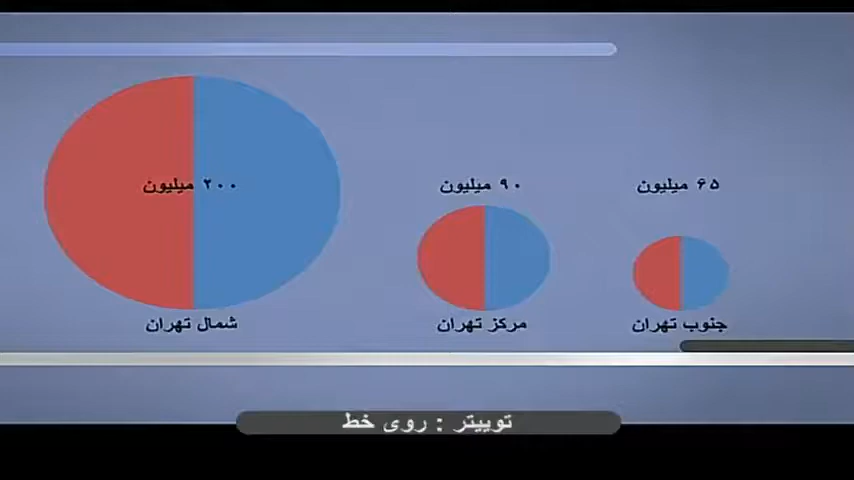 ۶۵ میلیون
۹۰ میلیون
۲۰۰ میلیون
جنوب تهران
مرکز تهران
شمال تهران
توییتر : روی خط